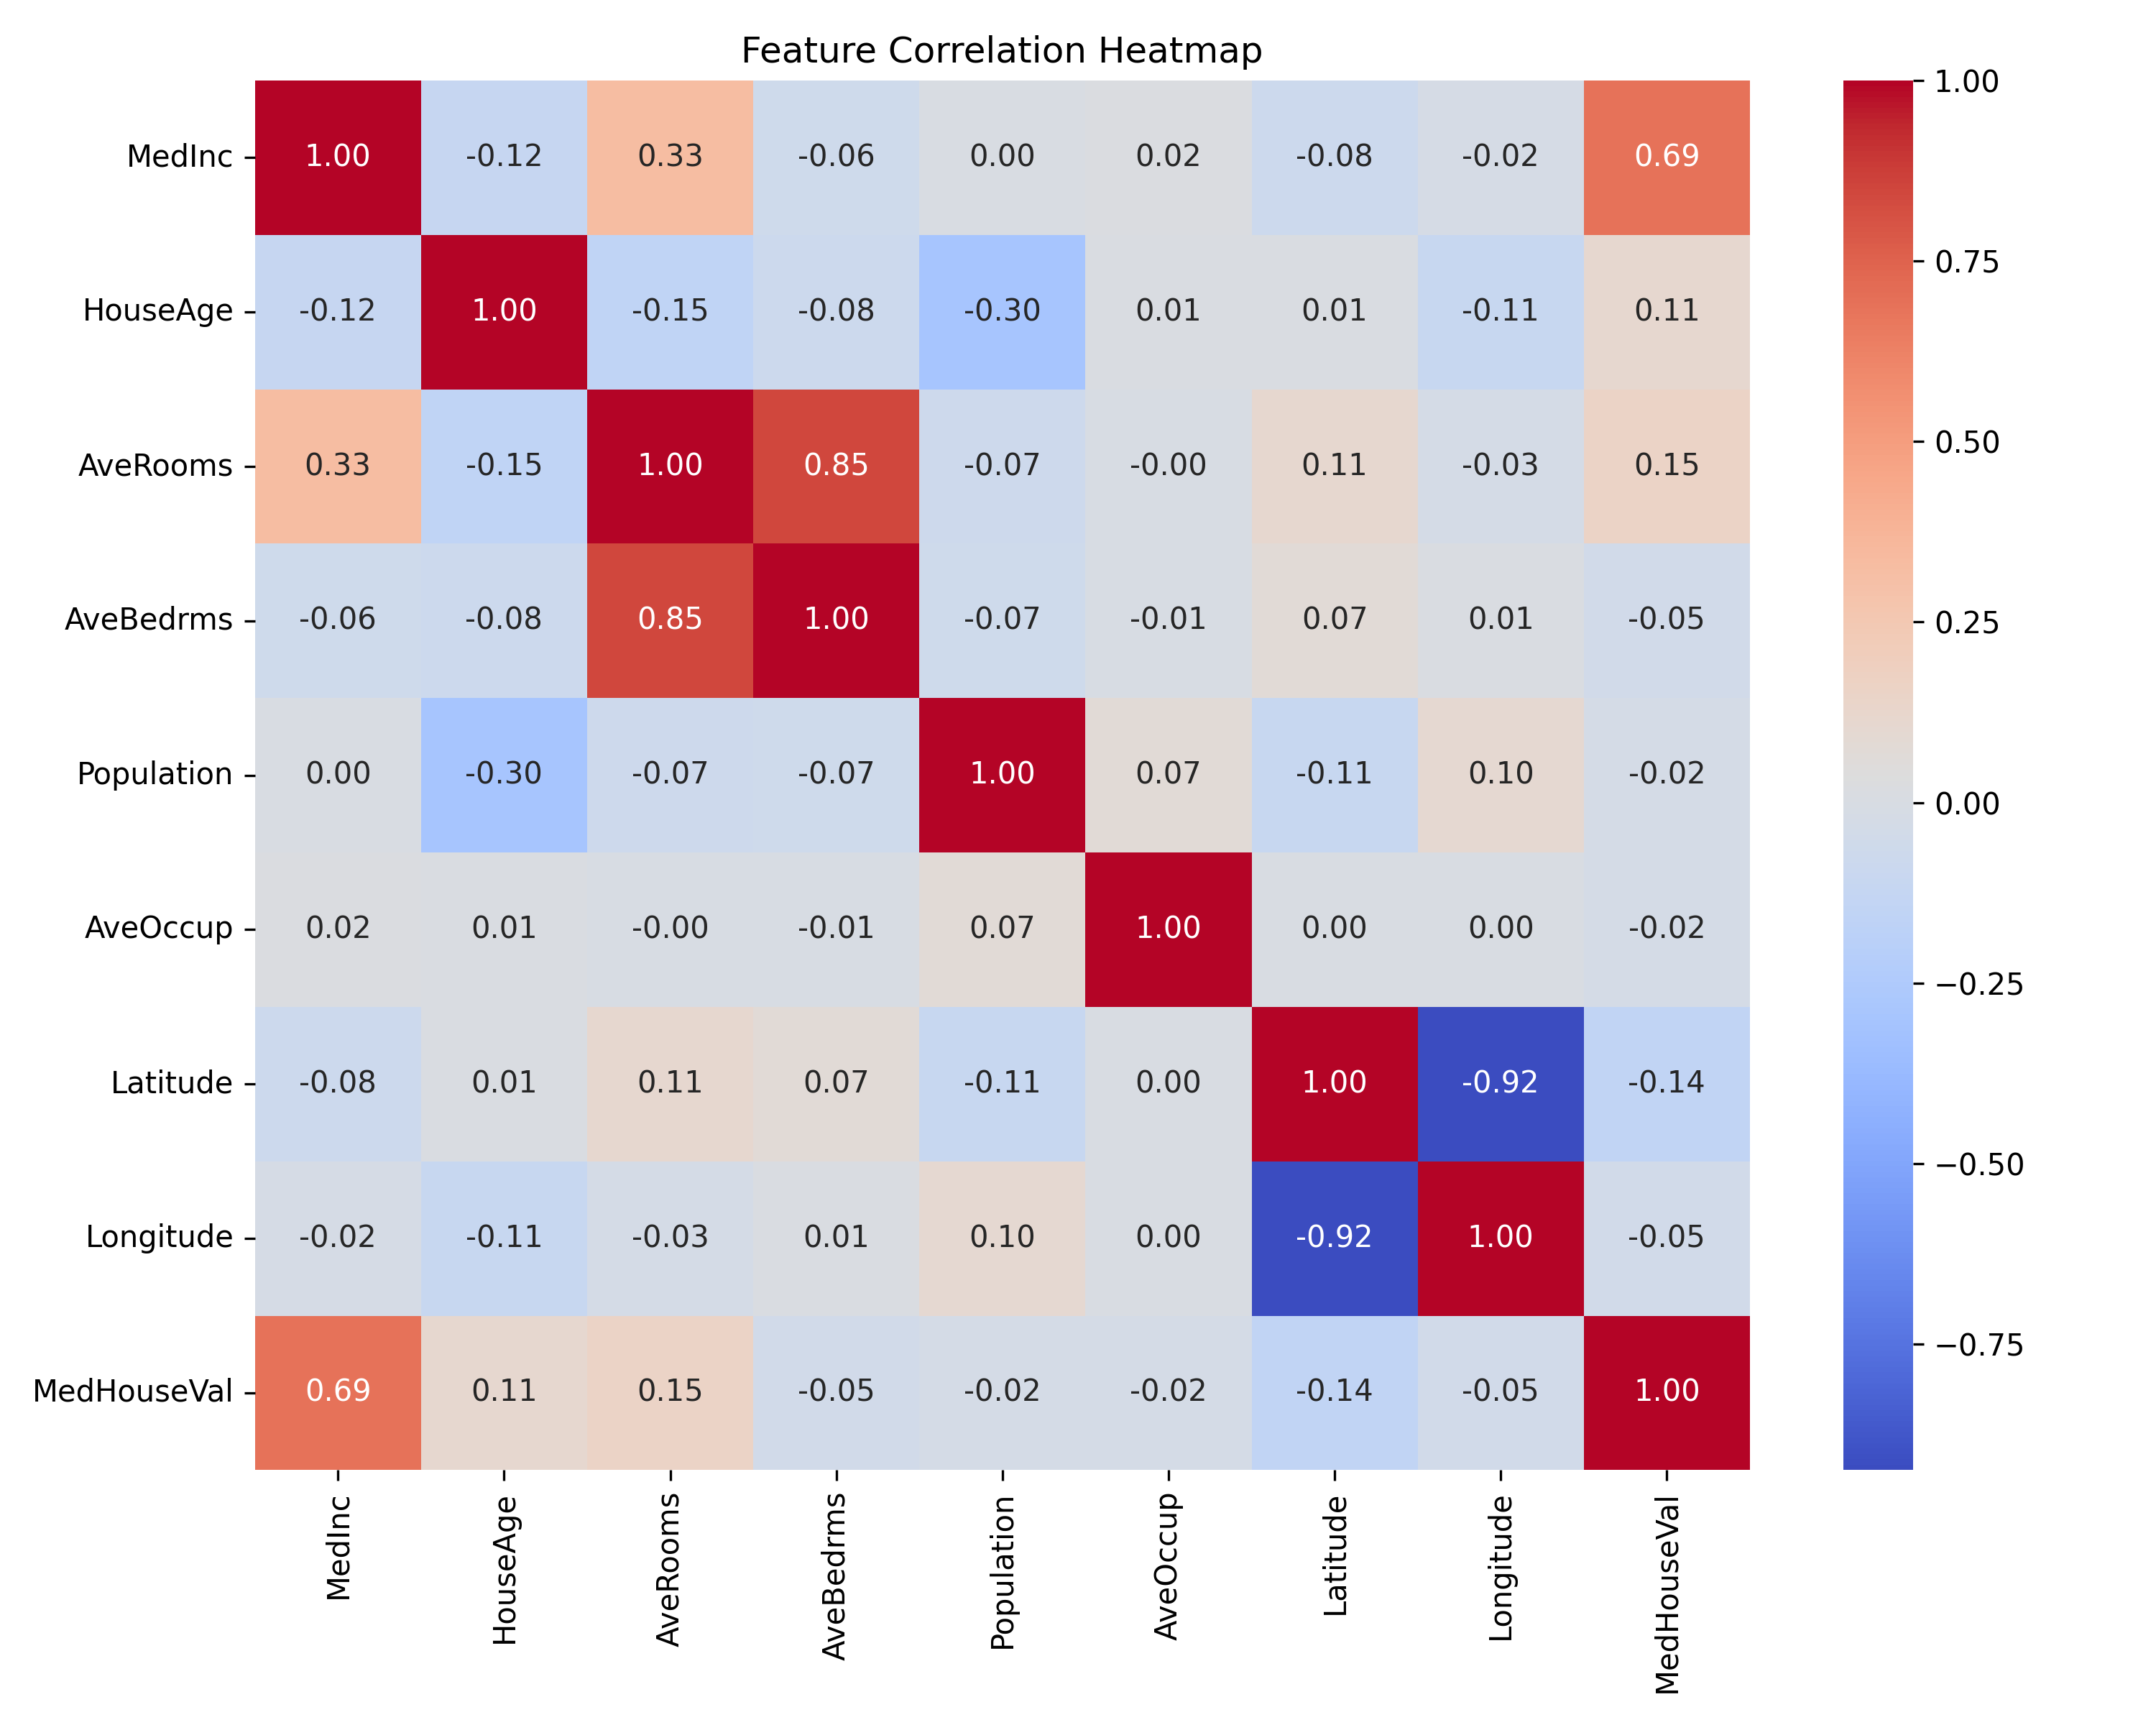 Feature Correlation Heatmap
MedInc 1.00 -0.12 0.33 -0.06 0.00 0.02 -0.08 -0.02 0.69
HouseAge -0.12 1.00 -0.15 -0.08 -0.30 0.01 0.01 -0.11 0.11
AveRooms 0.33 -0.15 1.00 0.85 -0.07 -0.00 0.11 -0.03 0.15
AveBedrms -0.06 -0.08 0.85 1.00 -0.07 -0.01 0.07 0.01 -0.05
Population 0.00 -0.30 -0.07 -0.07 1.00 0.07 -0.11 0.10 -0.02
AveOccup 0.02 0.01 -0.00 -0.01 0.07 1.00 0.00 0.00 -0.02
Latitude -0.08 0.01 0.11 0.07 -0.11 0.00 1.00 -0.92 -0.14
Longitude -0.02 -0.11 -0.03 0.01 0.10 0.00 -0.92 1.00 -0.05
MedHouseVal 0.69 0.11 0.15 -0.05 -0.02 -0.02 -0.14 -0.05 1.00
MedInc HouseAge AveRooms AveBedrms Population AveOccup Latitude Longitude MedHouseVal
1.00
0.75
0.50
0.25
0.00
−0.25
−0.50
−0.75